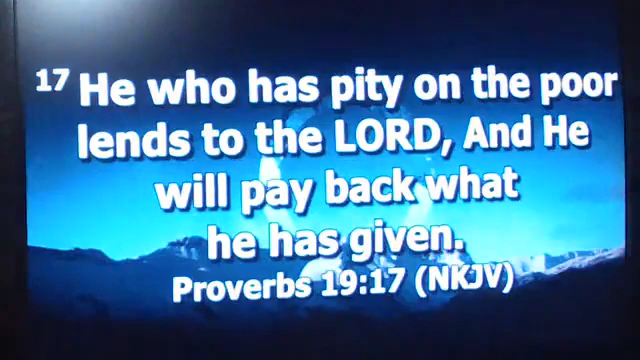 17 He who has pity on the poor
lends to the LORD, And He
will pay back what
he has given.
Proverbs 19:17 (NKJV)